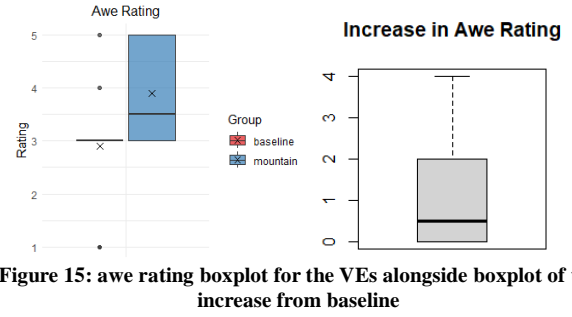 Awe Rating
5
4
3
2
1
Rating
Group
baseline
mountain
Increase in Awe Rating
4
3
2
1
0
Figure 15: awe rating boxplot for the VEs alongside boxplot of
increase from baseline